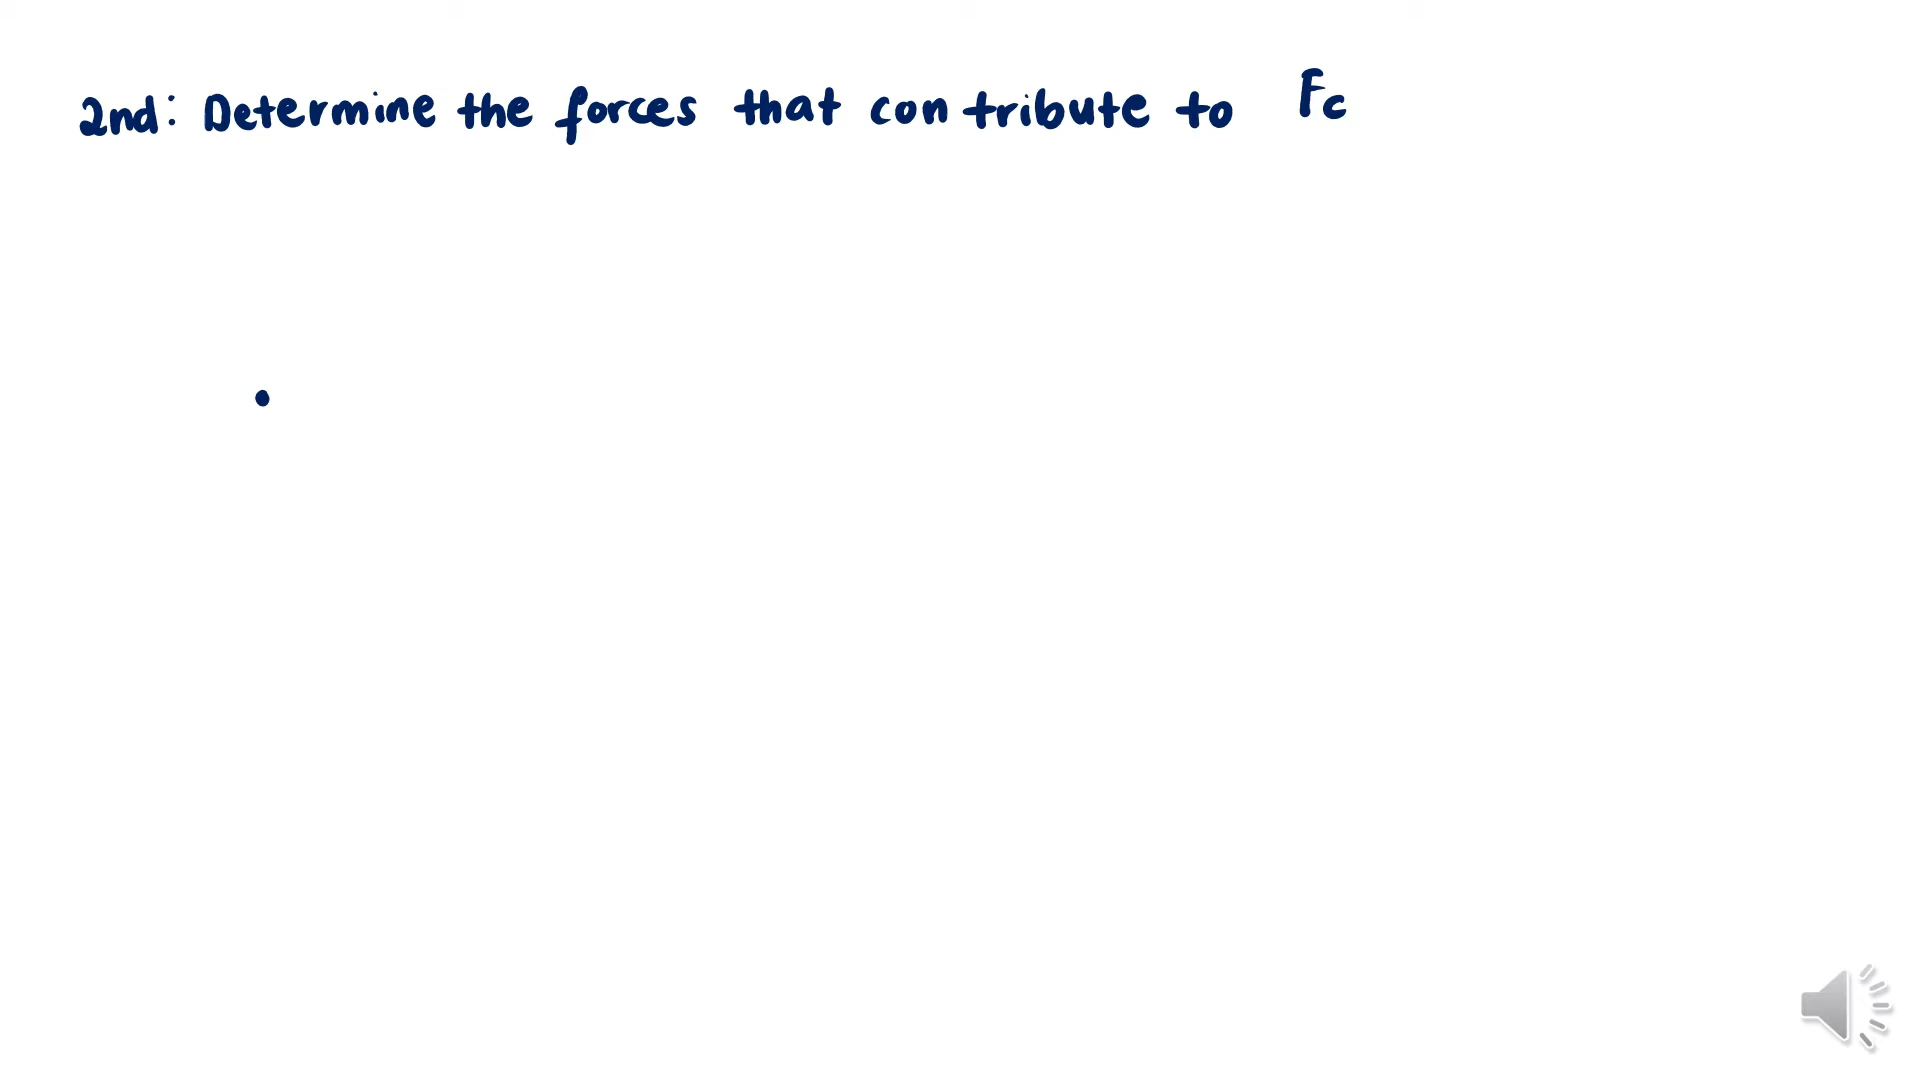 2nd: Determine the forces that contribute to Fc